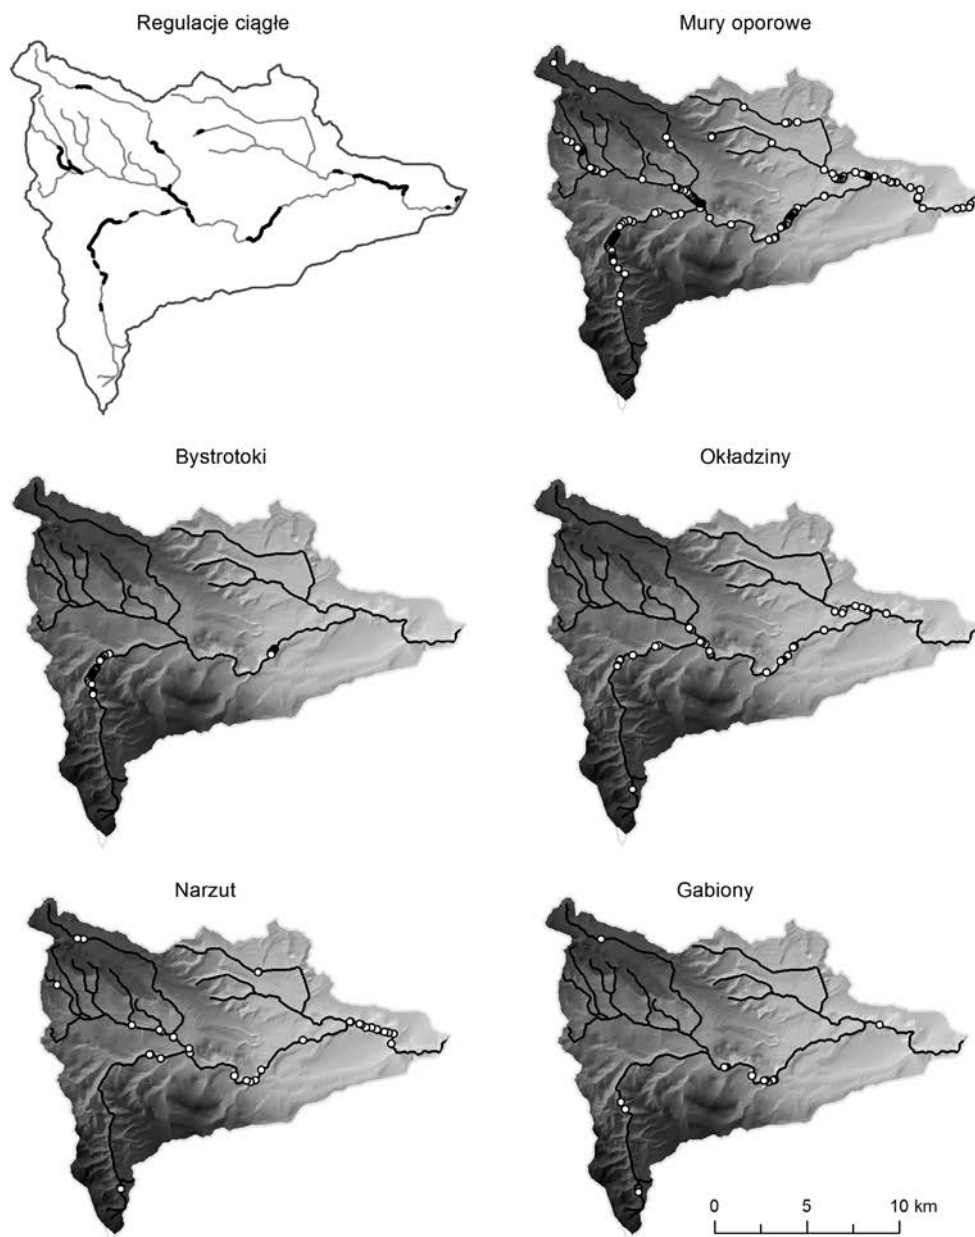 Regulacje ciągłe
Mury oporowe
Bystrotoki
Okładziny
Narzut
Gabiony
0 5 10 km